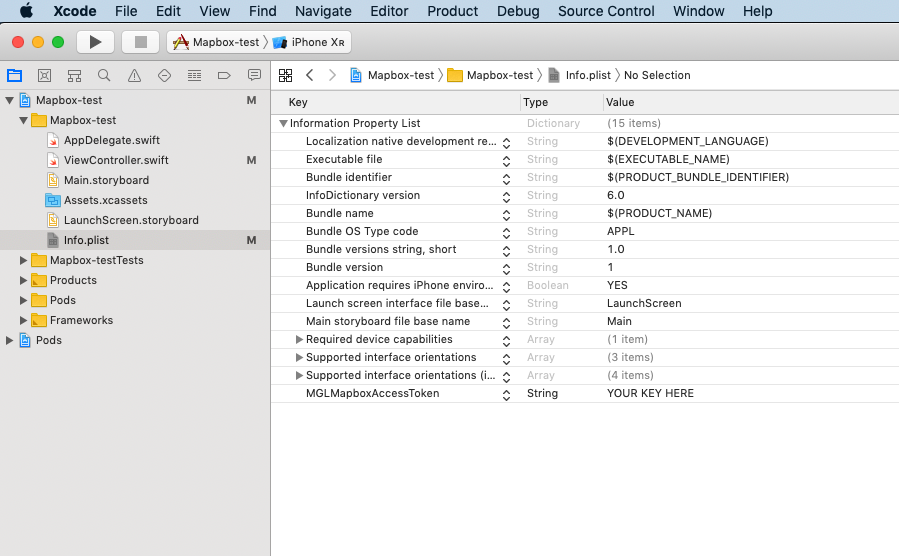 Xcode File Edit View Find Navigate Editor Product Debug Source Control Window Help
Mapbox-test iPhone XR
Mapbox-test Mapbox-test Info.plist No Selection
Mapbox-test M
Mapbox-test
AppDelegate.swift
ViewController.swift M
Main.storyboard
Assets.xcassets
LaunchScreen.storyboard
Info.plist M
Mapbox-testTests
Products
Pods
Frameworks
Pods
Key Type Value
Information Property List Dictionary (15 items)
Localization native development re... String $(DEVELOPMENT_LANGUAGE)
Executable file String $(EXECUTABLE_NAME)
Bundle identifier String $(PRODUCT_BUNDLE_IDENTIFIER)
InfoDictionary version String 6.0
Bundle name String $(PRODUCT_NAME)
Bundle OS Type code String APPL
Bundle versions string, short String 1.0
Bundle version String 1
Application requires iPhone enviro... Boolean YES
Launch screen interface file base... String LaunchScreen
Main storyboard file base name String Main
Required device capabilities Array (1 item)
Supported interface orientations Array (3 items)
Supported interface orientations (i... Array (4 items)
MGLMapboxAccessToken String YOUR KEY HERE